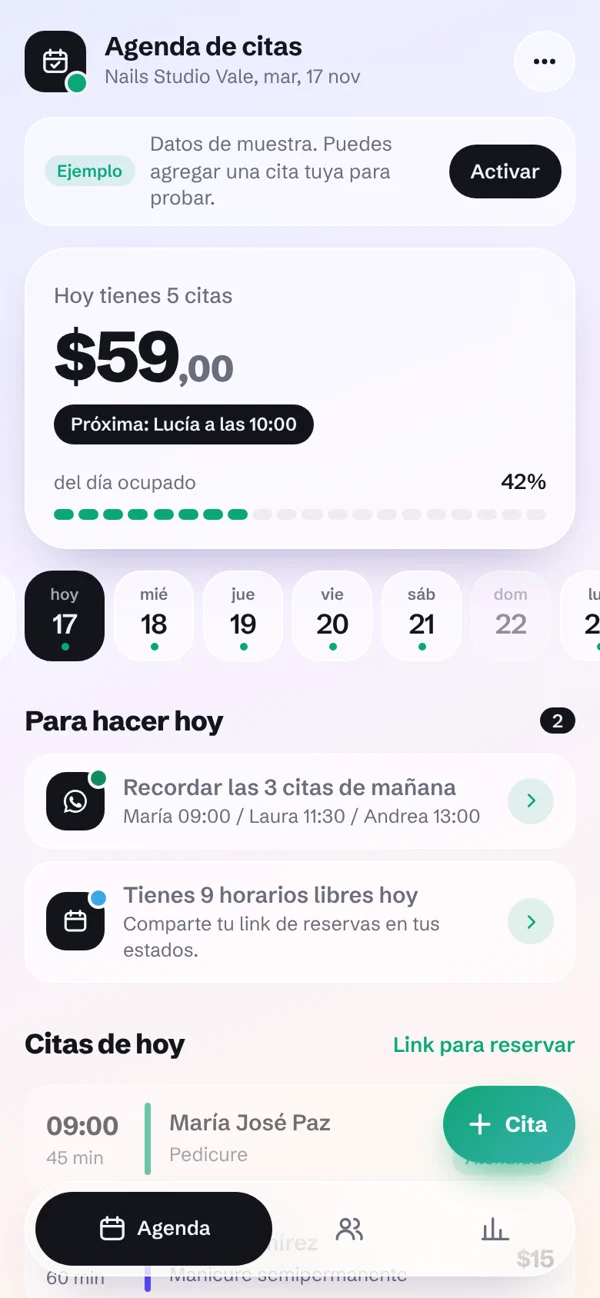 Agenda de citas
Nails Studio Vale, mar, 17 nov
Ejemplo
Datos de muestra. Puedes
agregar una cita tuya para
probar.
Activar
Hoy tienes 5 citas
$59,00
Próxima: Lucía a las 10:00
del día ocupado
42%
hoy
17
mié
18
jue
19
vie
20
sáb
21
dom
22
Para hacer hoy
2
Recordar las 3 citas de mañana
María 09:00 / Laura 11:30 / Andrea 13:00
Tienes 9 horarios libres hoy
Comparte tu link de reservas en tus
estados.
Citas de hoy
Link para reservar
09:00
45 min
María José Paz
Pedicure
+ Cita
Agenda
$15
60 min
Manicure semipermanente